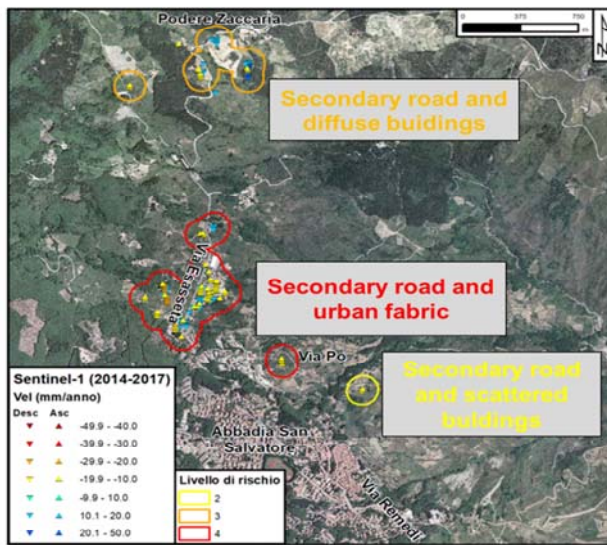 Podere Zaccaria
0 375 750
m
N
Secondary road and
diffuse buidings
Via Esasseta
Secondary road and
urban fabric
Via Po
Secondary road
and scattered
buldings
Abbadia San
Salvatore
Via Remedi
Sentinel-1 (2014-2017)
Vel (mm/anno)
Desc Asc
-49.9 - -40.0
-39.9 - -30.0
-29.9 - -20.0
-19.9 - -10.0
-9.9 - 10.0
10.1 - 20.0
20.1 - 50.0
Livello di rischio
2
3
4